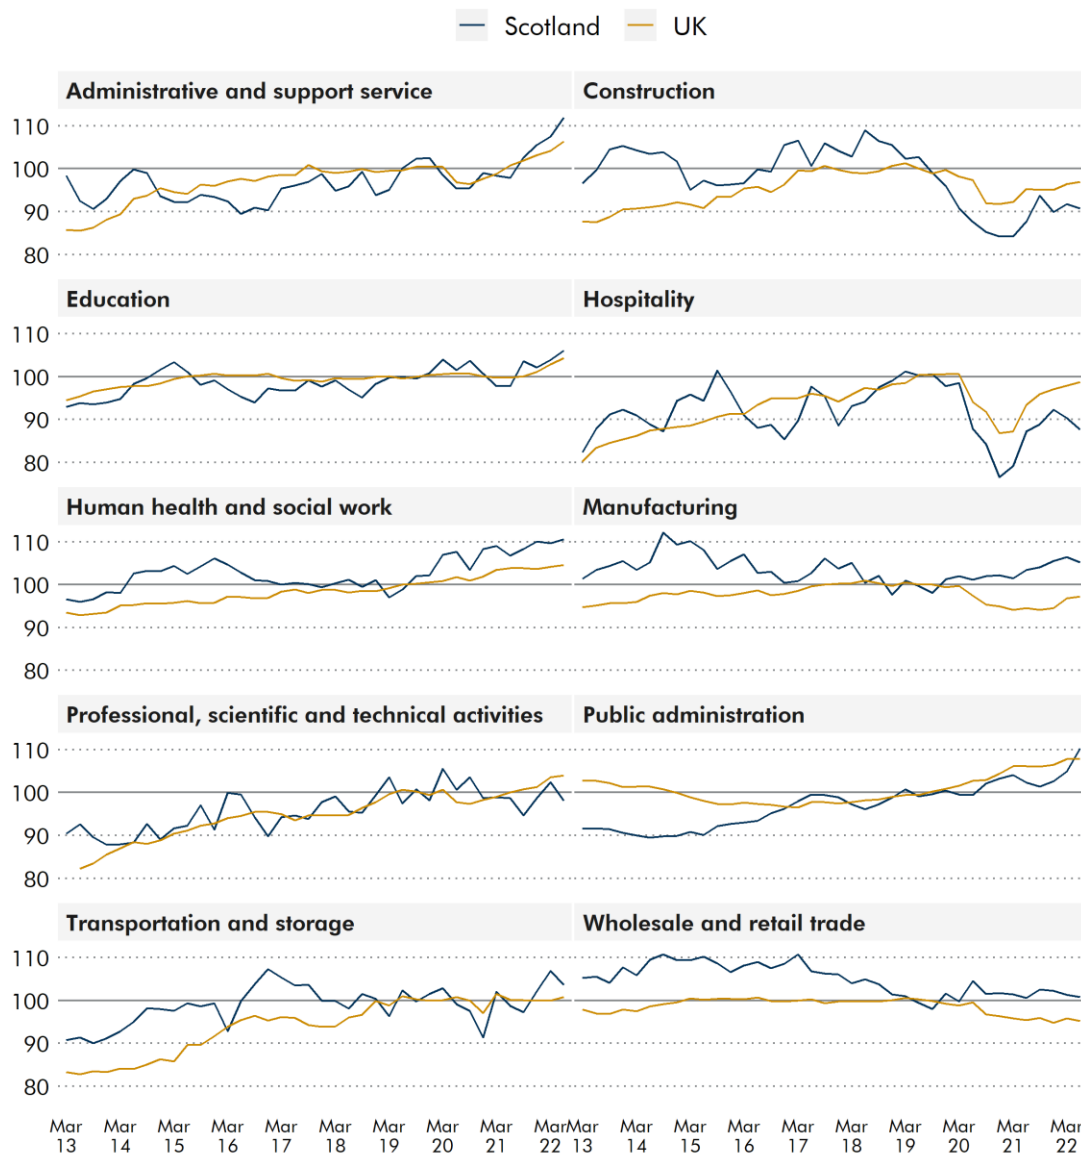 Scotland UK
Administrative and support service Construction
110
100
90
80
Education Hospitality
110
100
90
80
Human health and social work Manufacturing
110
100
90
80
Professional, scientific and technical activities Public administration
110
100
90
80
Transportation and storage Wholesale and retail trade
110
100
90
80
Mar Mar Mar Mar Mar Mar Mar Mar Mar Mar Mar Mar Mar Mar Mar Mar Mar Mar Mar Mar
13 14 15 16 17 18 19 20 21 22 13 14 15 16 17 18 19 20 21 22